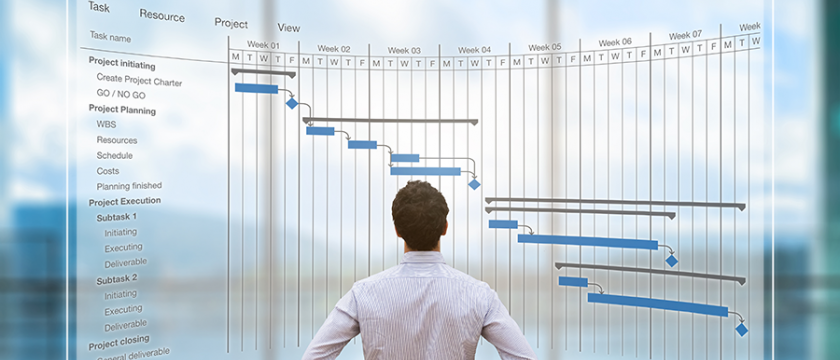 Task Resource Project View
Task name
Week 01 Week 02 Week 03 Week 04 Week 05 Week 06 Week 07 Week
M T W T F M T W T F M T W T F M T W T F M T W T F M T W T F M T W T F M T W
Project initiating
Create Project Charter
GO / NO GO
Project Planning
WBS
Resources
Schedule
Costs
Planning finished
Project Execution
Subtask 1
Initiating
Executing
Deliverable
Subtask 2
Initiating
Executing
Deliverable
Project closing
General deliverable